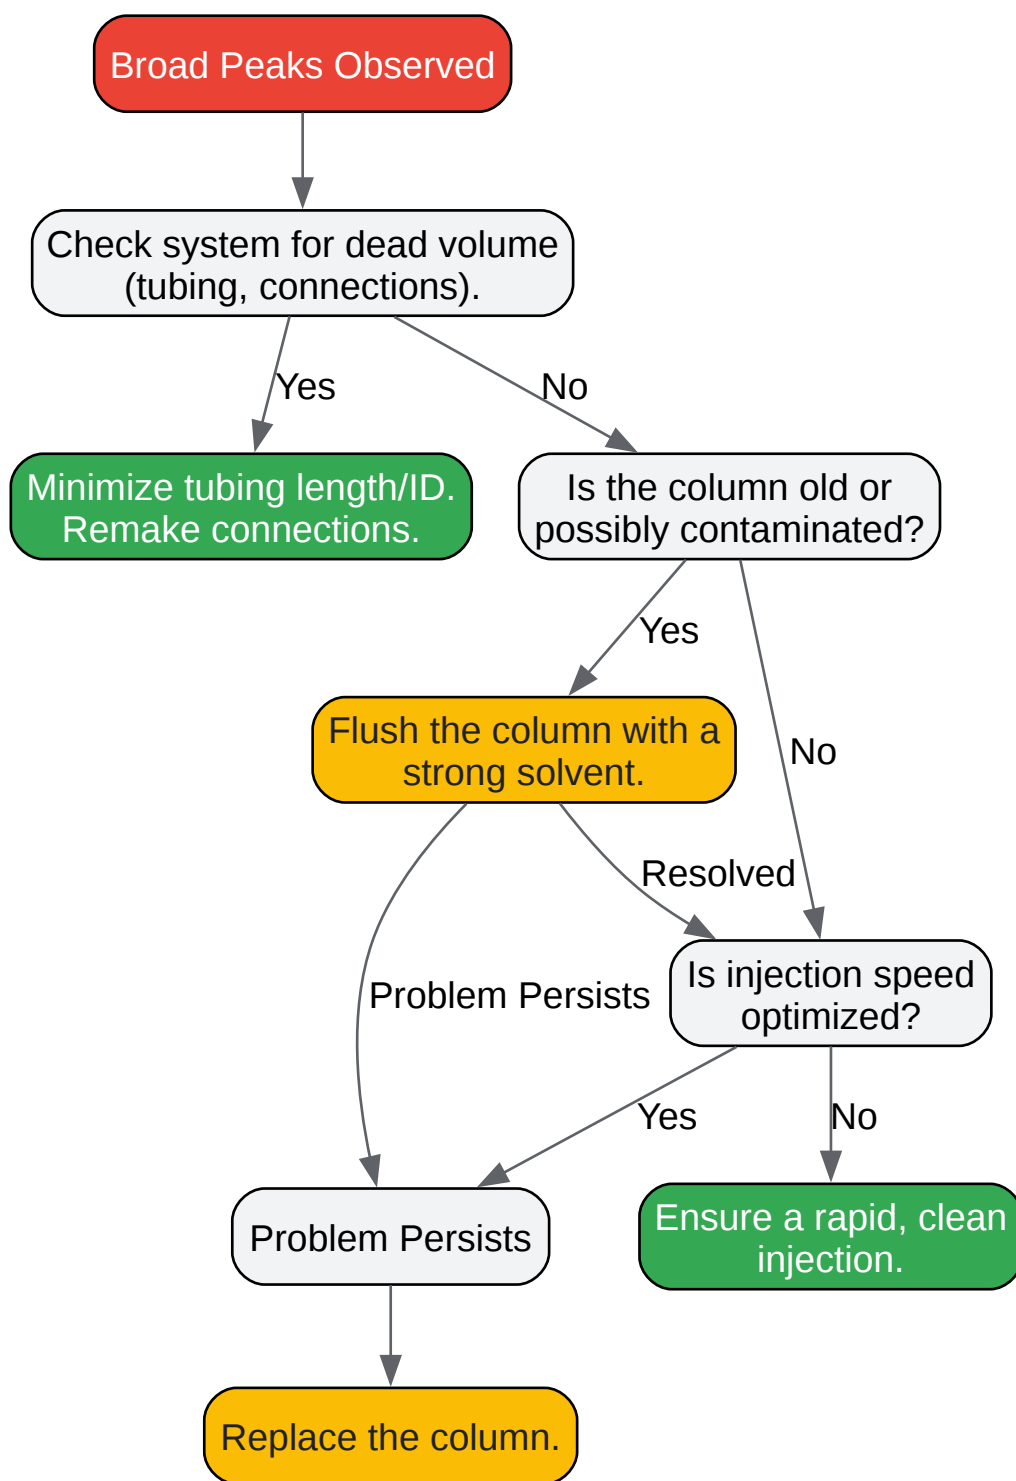 Broad Peaks Observed
Check system for dead volume
(tubing, connections).
Yes
No
Minimize tubing length/ID.
Remake connections.
Is the column old or
possibly contaminated?
Yes
Flush the column with a
strong solvent.
No
Resolved
Is injection speed
optimized?
Problem Persists
Yes
No
Problem Persists
Ensure a rapid, clean
injection.
Replace the column.